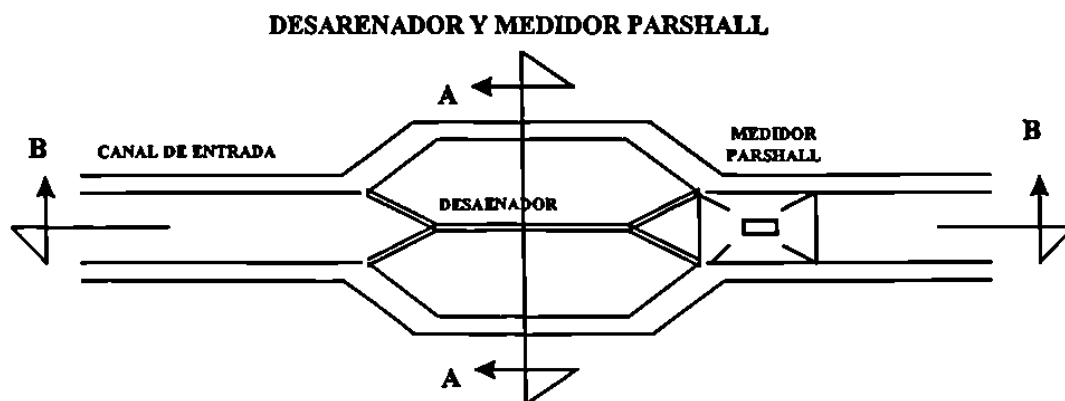 DESARENADOR Y MEDIDOR PARSHALL
A
B
CANAL DE ENTRADA
MEDIDOR
PARSHALL
B
DESAENADOR
A